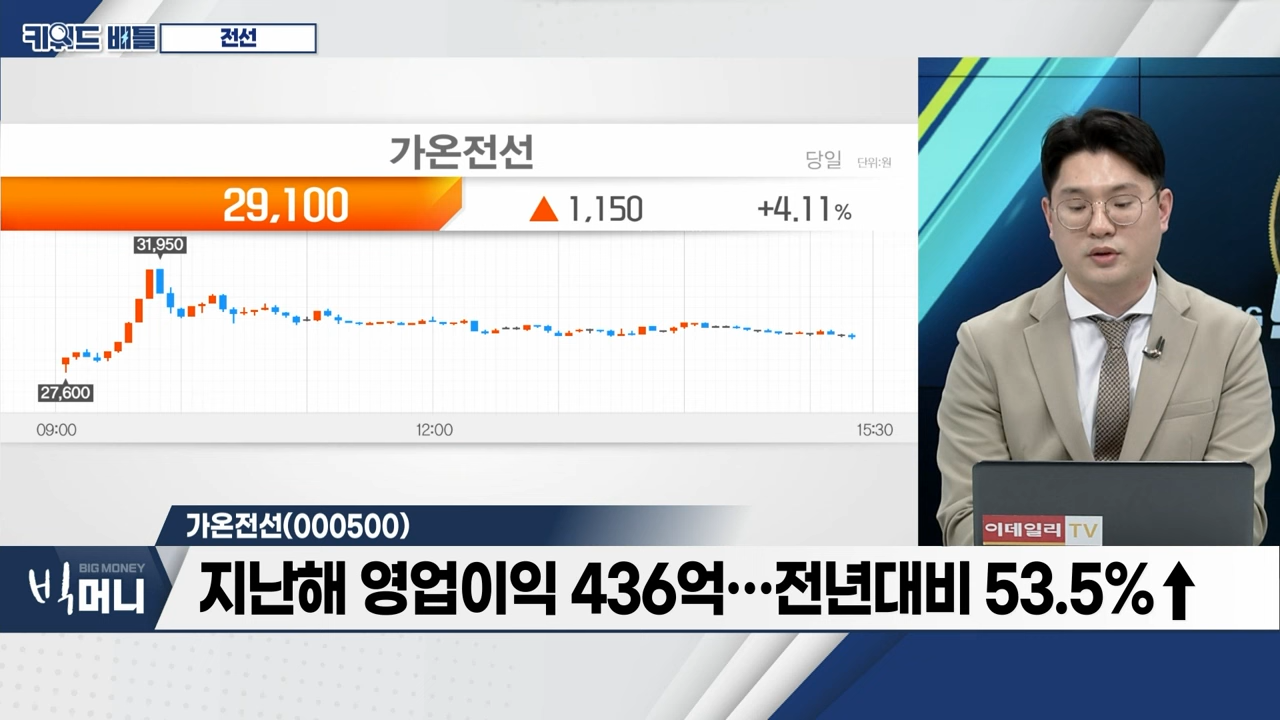 키워드 배틀
전선
가온전선
당일 단위:원
29,100
▲ 1,150
+4.11%
31,950
27,600
09:00
12:00
15:30
이데일리 TV
가온전선(000500)
BIG MONEY
빅머니
지난해 영업이익 436억…전년대비 53.5%↑